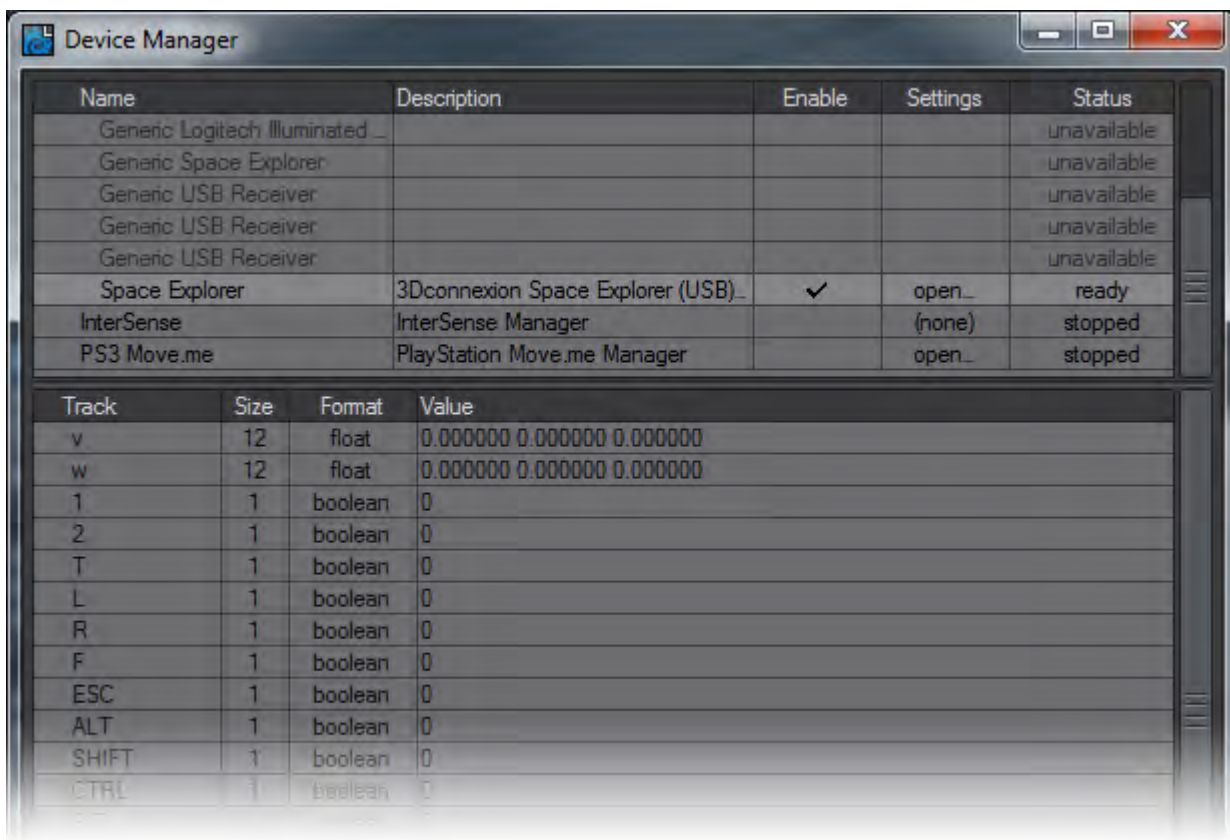 Device Manager
Name Description Enable Settings Status
Generic Logitech Illuminated ... unavailable
Generic Space Explorer unavailable
Generic USB Receiver unavailable
Generic USB Receiver unavailable
Generic USB Receiver unavailable
Space Explorer 3Dconnexion Space Explorer (USB)... ✓ open... ready
InterSense InterSense Manager (none) stopped
PS3 Move.me PlayStation Move.me Manager open... stopped
Track Size Format Value
v 12 float 0.000000 0.000000 0.000000
w 12 float 0.000000 0.000000 0.000000
1 1 boolean 0
2 1 boolean 0
T 1 boolean 0
L 1 boolean 0
R 1 boolean 0
F 1 boolean 0
ESC 1 boolean 0
ALT 1 boolean 0
SHIFT 1 boolean 0
CTRL 1 boolean 0